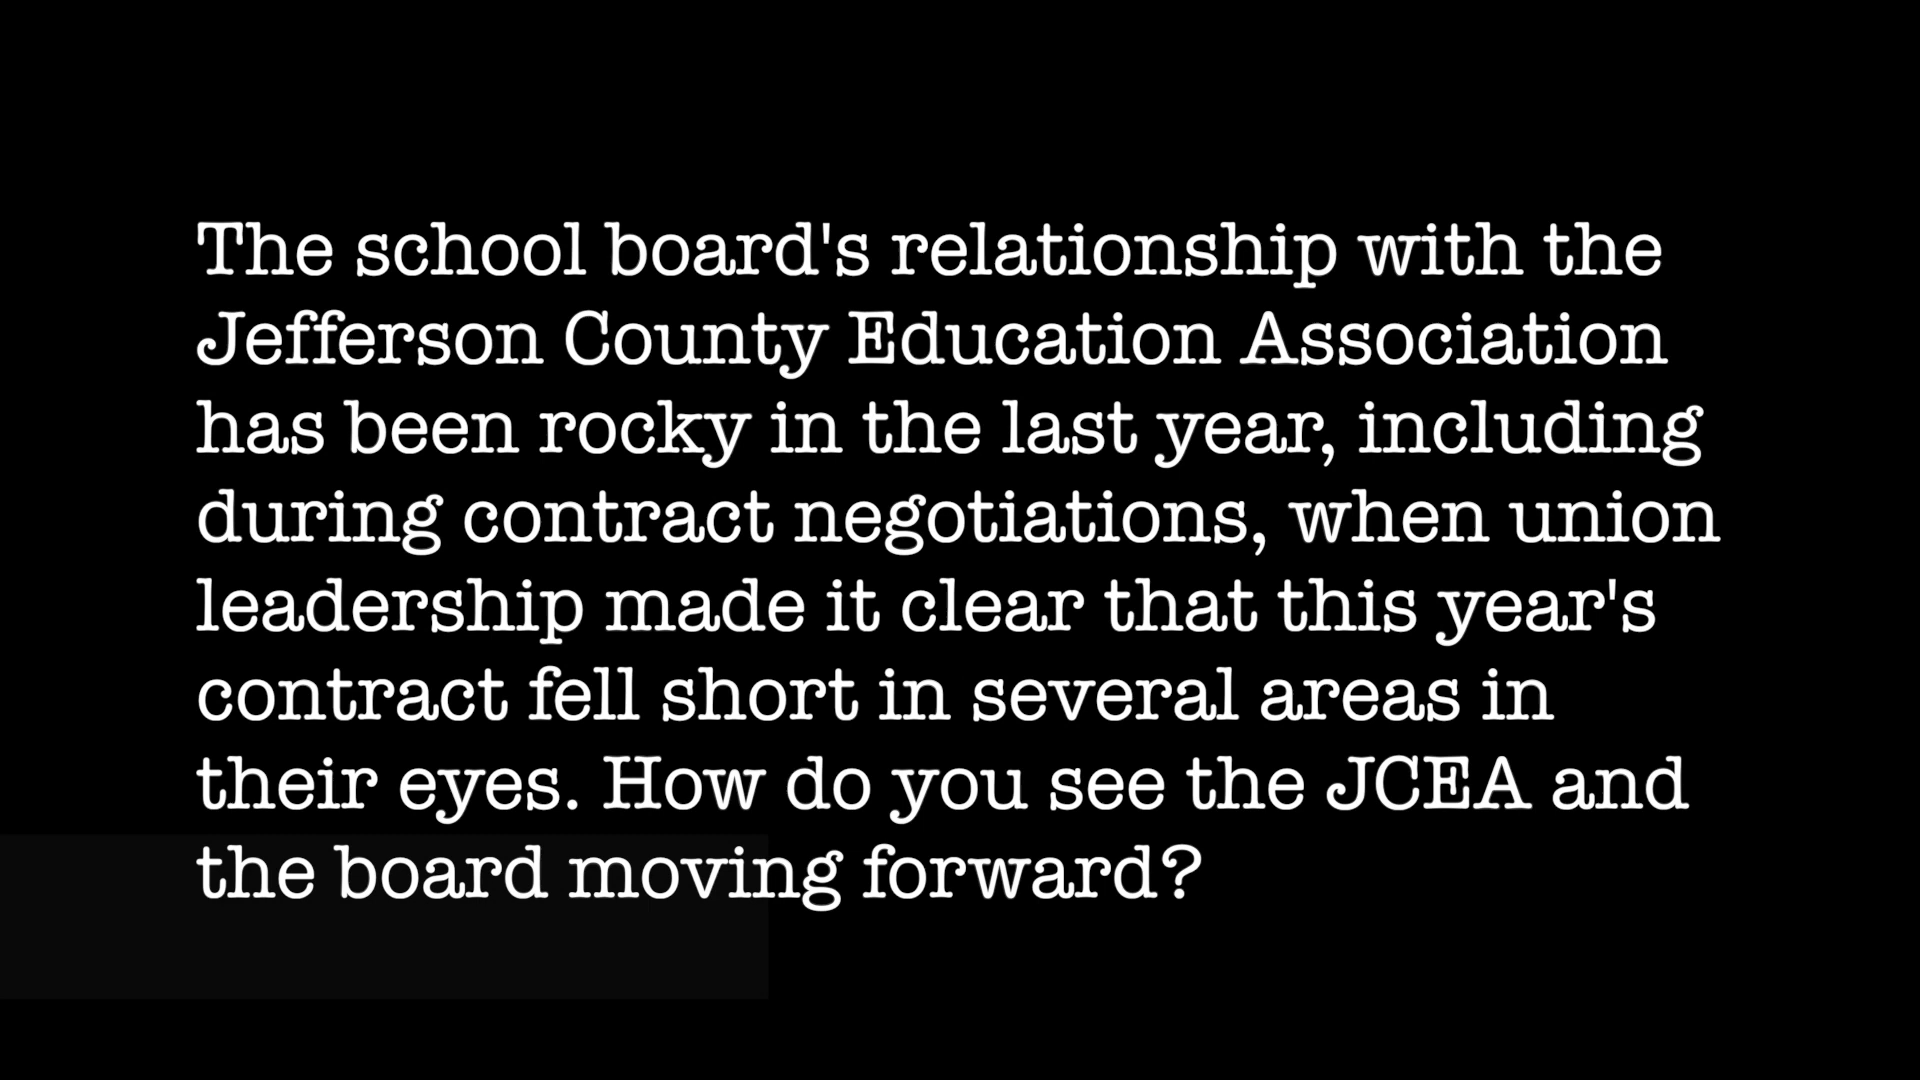 The school board's relationship with the
Jefferson County Education Association
has been rocky in the last year, including
during contract negotiations, when union
leadership made it clear that this year's
contract fell short in several areas in
their eyes. How do you see the JCEA and
the board moving forward?